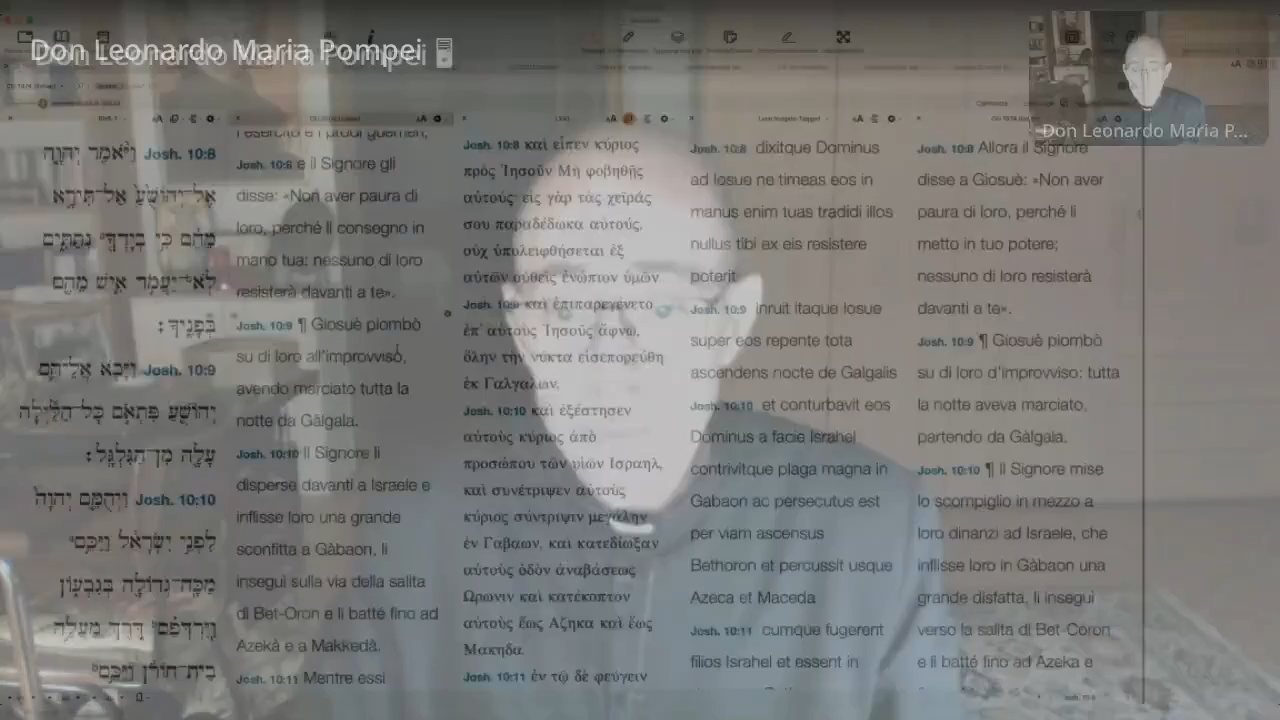 Don Leonardo Maria Pompei
Don Leonardo Maria P...
Josh. 10:8 וַיֹּאמֶר יְהוָה
אֶל־יְהוֹשֻׁעַ אַל־תִּירָא
מֵהֶם כִּי בְיָדְךָ נְתַתִּים
לֹא־יַעֲמֹד אִישׁ מֵהֶם
בְּפָנֶיךָ׃
Josh. 10:9 וַיָּבֹא אֲלֵיהֶם
יְהוֹשֻׁעַ פִּתְאֹם כָּל־הַלַּיְלָה
עָלָה מִן־הַגִּלְגָּל׃
Josh. 10:10 וַיְהֻמֵּם יְהוָה
לִפְנֵי יִשְׂרָאֵל וַיַּכֵּם
מַכָּה־גְדוֹלָה בְּגִבְעוֹן
וַיִּרְדְּפֵם דֶּרֶךְ מַעֲלֵה
בֵית־חוֹרֹן וַיַּכֵּם
l'esercito e i prodi guerrieri,
Josh. 10:8 e il Signore gli
disse: «Non aver paura di
loro, perché li consegno in
mano tua: nessuno di loro
resisterà davanti a te».
Josh. 10:9 ¶ Giosuè piombò
su di loro all'improvviso,
avendo marciato tutta la
notte da Gàlgala.
Josh. 10:10 Il Signore li
disperse davanti a Israele e
inflisse loro una grande
sconfitta a Gàbaon, li
inseguì sulla via della salita
di Bet-Oron e li batté fino ad
Azekà e a Makkedà.
Josh. 10:11 Mentre essi
Josh. 10:8 καὶ εἶπεν κύριος
πρὸς Ἰησοῦν Μὴ φοβηθῇς
αὐτούς· εἰς γὰρ τὰς χεῖράς
σου παραδέδωκα αὐτούς,
οὐχ ὑπολειφθήσεται ἐξ
αὐτῶν οὐθεὶς ἐνώπιον ὑμῶν
Josh. 10:9 καὶ ἐπιπαρεγένετο
ἐπ᾽ αὐτοὺς Ἰησοῦς ἄφνω,
ὅλην τὴν νύκτα εἰσεπορεύθη
ἐκ Γαλγαλων.
Josh. 10:10 καὶ ἐξέστησεν
αὐτοὺς κύριος ἀπὸ
προσώπου τῶν υἱῶν Ισραηλ,
καὶ συνέτριψεν αὐτοὺς
κύριος σύντριψιν μεγάλην
ἐν Γαβαων, καὶ κατεδίωξαν
αὐτοὺς ὁδὸν ἀναβάσεως
Ωρωνιν καὶ κατέκοπτον
αὐτοὺς ἕως Αζηκα καὶ ἕως
Μακηδα.
Josh. 10:11 ἐν τῷ δὲ φεύγειν
Josh. 10:8 dixitque Dominus
ad Iosue ne timeas eos in
manus enim tuas tradidi illos
nullus tibi ex eis resistere
poterit
Josh. 10:9 inruit itaque Iosue
super eos repente tota
ascendens nocte de Galgalis
Josh. 10:10 et conturbavit eos
Dominus a facie Israhel
contrivitque plaga magna in
Gabaon ac persecutus est
per viam ascensus
Bethoron et percussit usque
Azeca et Maceda
Josh. 10:11 cumque fugerent
filios Israhel et essent in
Josh. 10:8 Allora il Signore
disse a Giosuè: «Non aver
paura di loro, perché li
metto in tuo potere;
nessuno di loro resisterà
davanti a te».
Josh. 10:9 ¶ Giosuè piombò
su di loro d'improvviso: tutta
la notte aveva marciato,
partendo da Gàlgala.
Josh. 10:10 ¶ Il Signore mise
lo scompiglio in mezzo a
loro dinanzi ad Israele, che
inflisse loro in Gàbaon una
grande disfatta, li inseguì
verso la salita di Bet-Coron
e li batté fino ad Azeka e